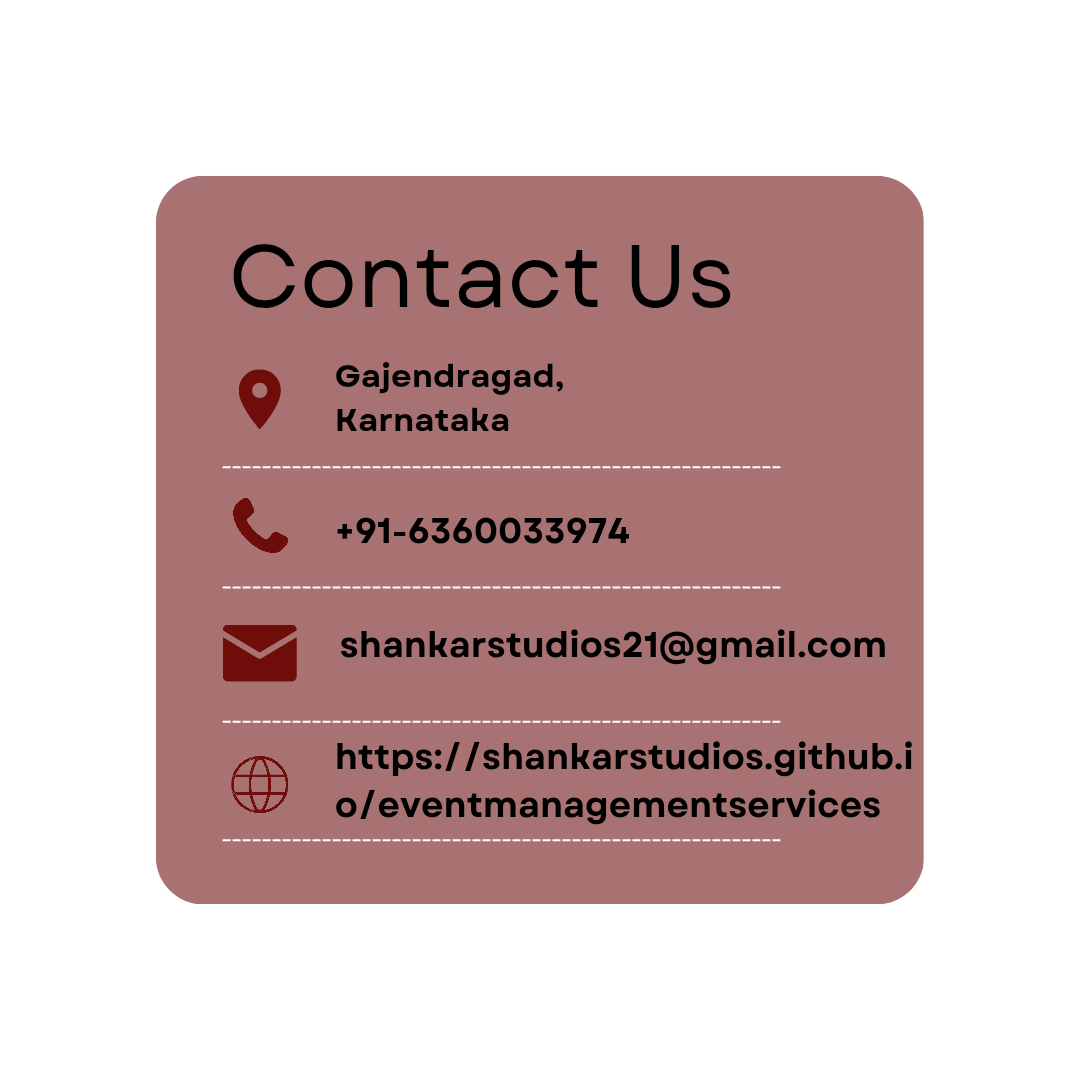 Contact Us
Gajendragad,
Karnataka
+91-6360033974
shankarstudios21@gmail.com
https://shankarstudios.github.i
o/eventmanagementservices